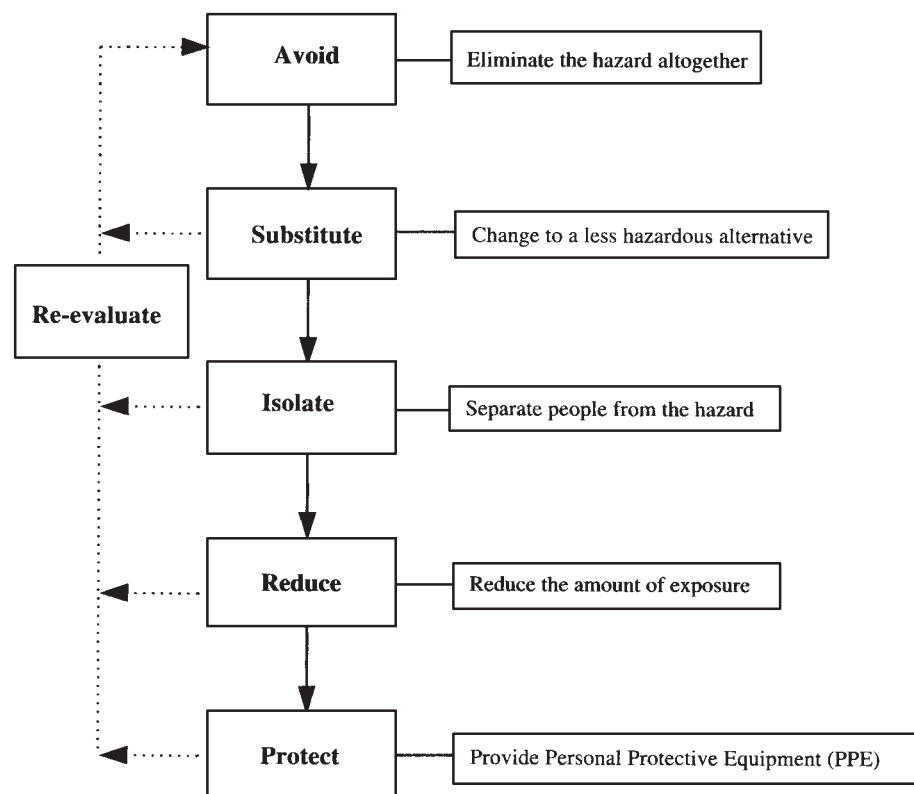 Avoid
Eliminate the hazard altogether
Substitute
Change to a less hazardous alternative
Re-evaluate
Isolate
Separate people from the hazard
Reduce
Reduce the amount of exposure
Protect
Provide Personal Protective Equipment (PPE)